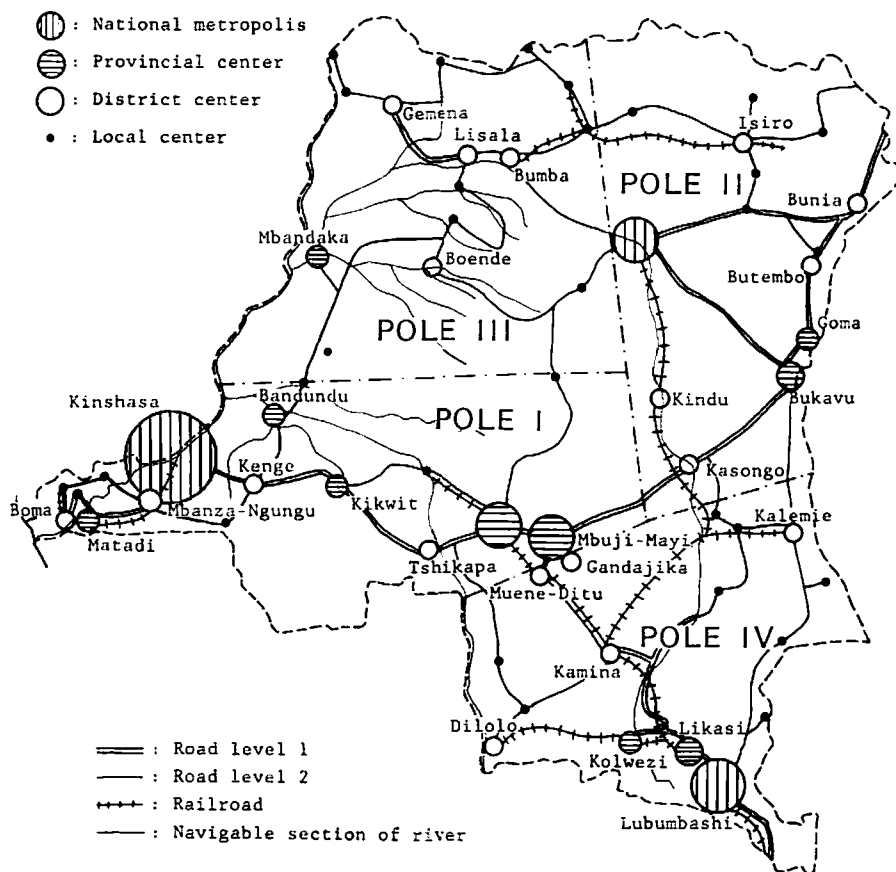 : National metropolis
: Provincial center
: District center
: Local center
Gemena
Lisala
Bumba
Isiro
POLE II
Bunia
Mbandaka
Boende
Butembo
POLE III
Goma
Kinshasa
Bandundu
POLE I
Kindu
Bukavu
Kenge
Kasongo
Boma
Mbanza-Ngungu
Kikwit
Matadi
Mbuji-Mayi
Kalemie
Tshikapa
Gandajika
Muene-Ditu
POLE IV
Kamina
Dilolo
Likasi
Kolwezi
Lubumbashi
: Road level 1
: Road level 2
: Railroad
: Navigable section of river